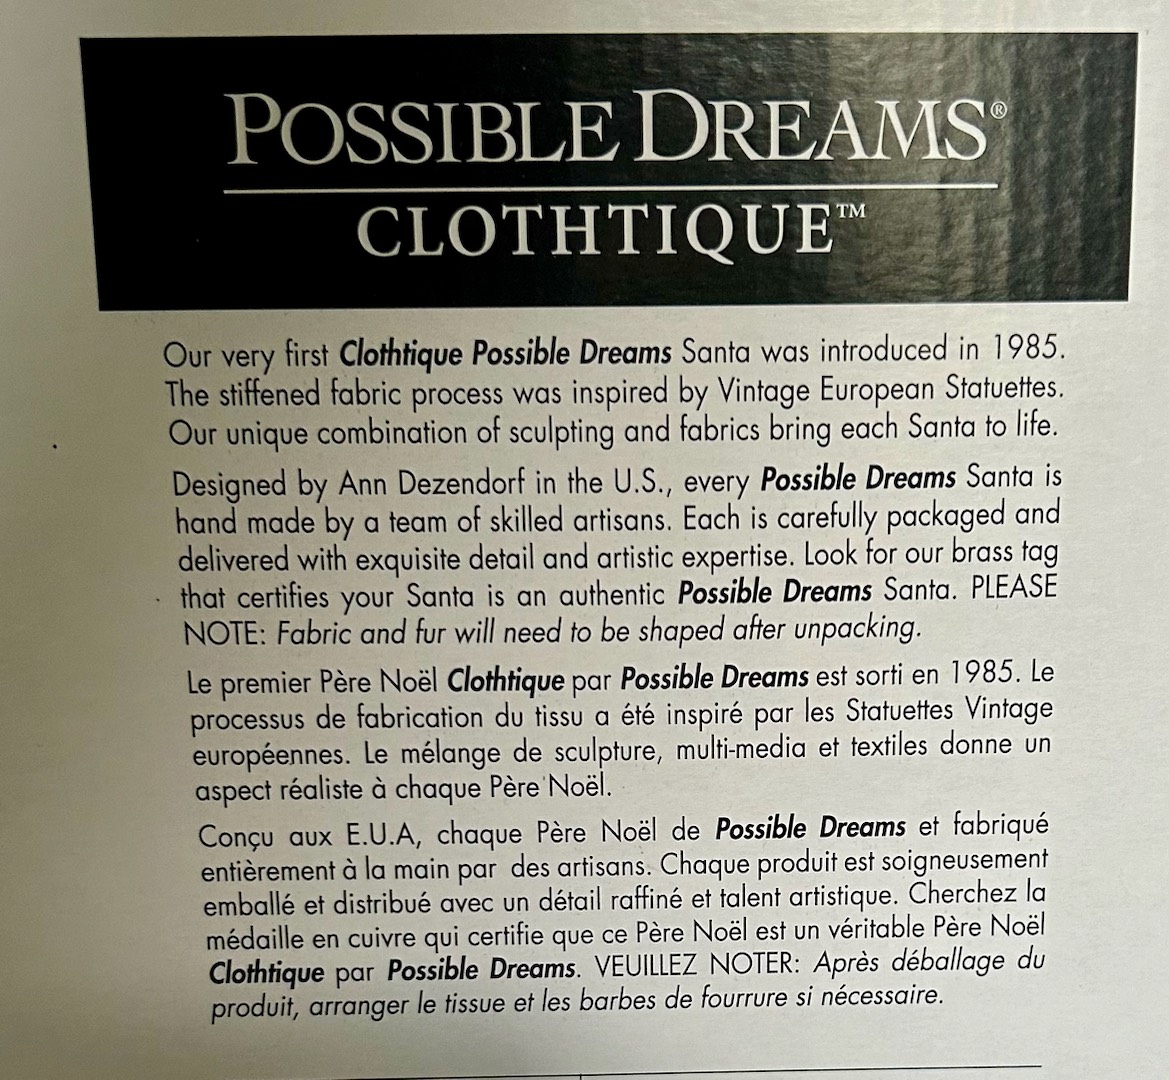 POSSIBLE DREAMS®
CLOTHTIQUE™
Our very first Clothtique Possible Dreams Santa was introduced in 1985.
The stiffened fabric process was inspired by Vintage European Statuettes.
Our unique combination of sculpting and fabrics bring each Santa to life.
Designed by Ann Dezendorf in the U.S., every Possible Dreams Santa is
hand made by a team of skilled artisans. Each is carefully packaged and
delivered with exquisite detail and artistic expertise. Look for our brass tag
that certifies your Santa is an authentic Possible Dreams Santa. PLEASE
NOTE: Fabric and fur will need to be shaped after unpacking.
Le premier Père Noël Clothtique par Possible Dreams est sorti en 1985. Le
processus de fabrication du tissu a été inspiré par les Statuettes Vintage
européennes. Le mélange de sculpture, multi-media et textiles donne un
aspect réaliste à chaque Père Noël.
Conçu aux E.U.A, chaque Père Noël de Possible Dreams et fabriqué
entièrement à la main par des artisans. Chaque produit est soigneusement
emballé et distribué avec un détail raffiné et talent artistique. Cherchez la
médaille en cuivre qui certifie que ce Père Noël est un véritable Père Noël
Clothtique par Possible Dreams. VEUILLEZ NOTER: Après déballage du
produit, arranger le tissue et les barbes de fourrure si nécessaire.